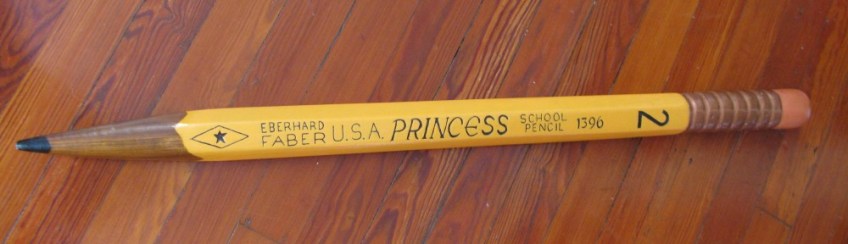 EBERHARD
FABER U.S.A. PRINCESS SCHOOL
PENCIL 1396 2